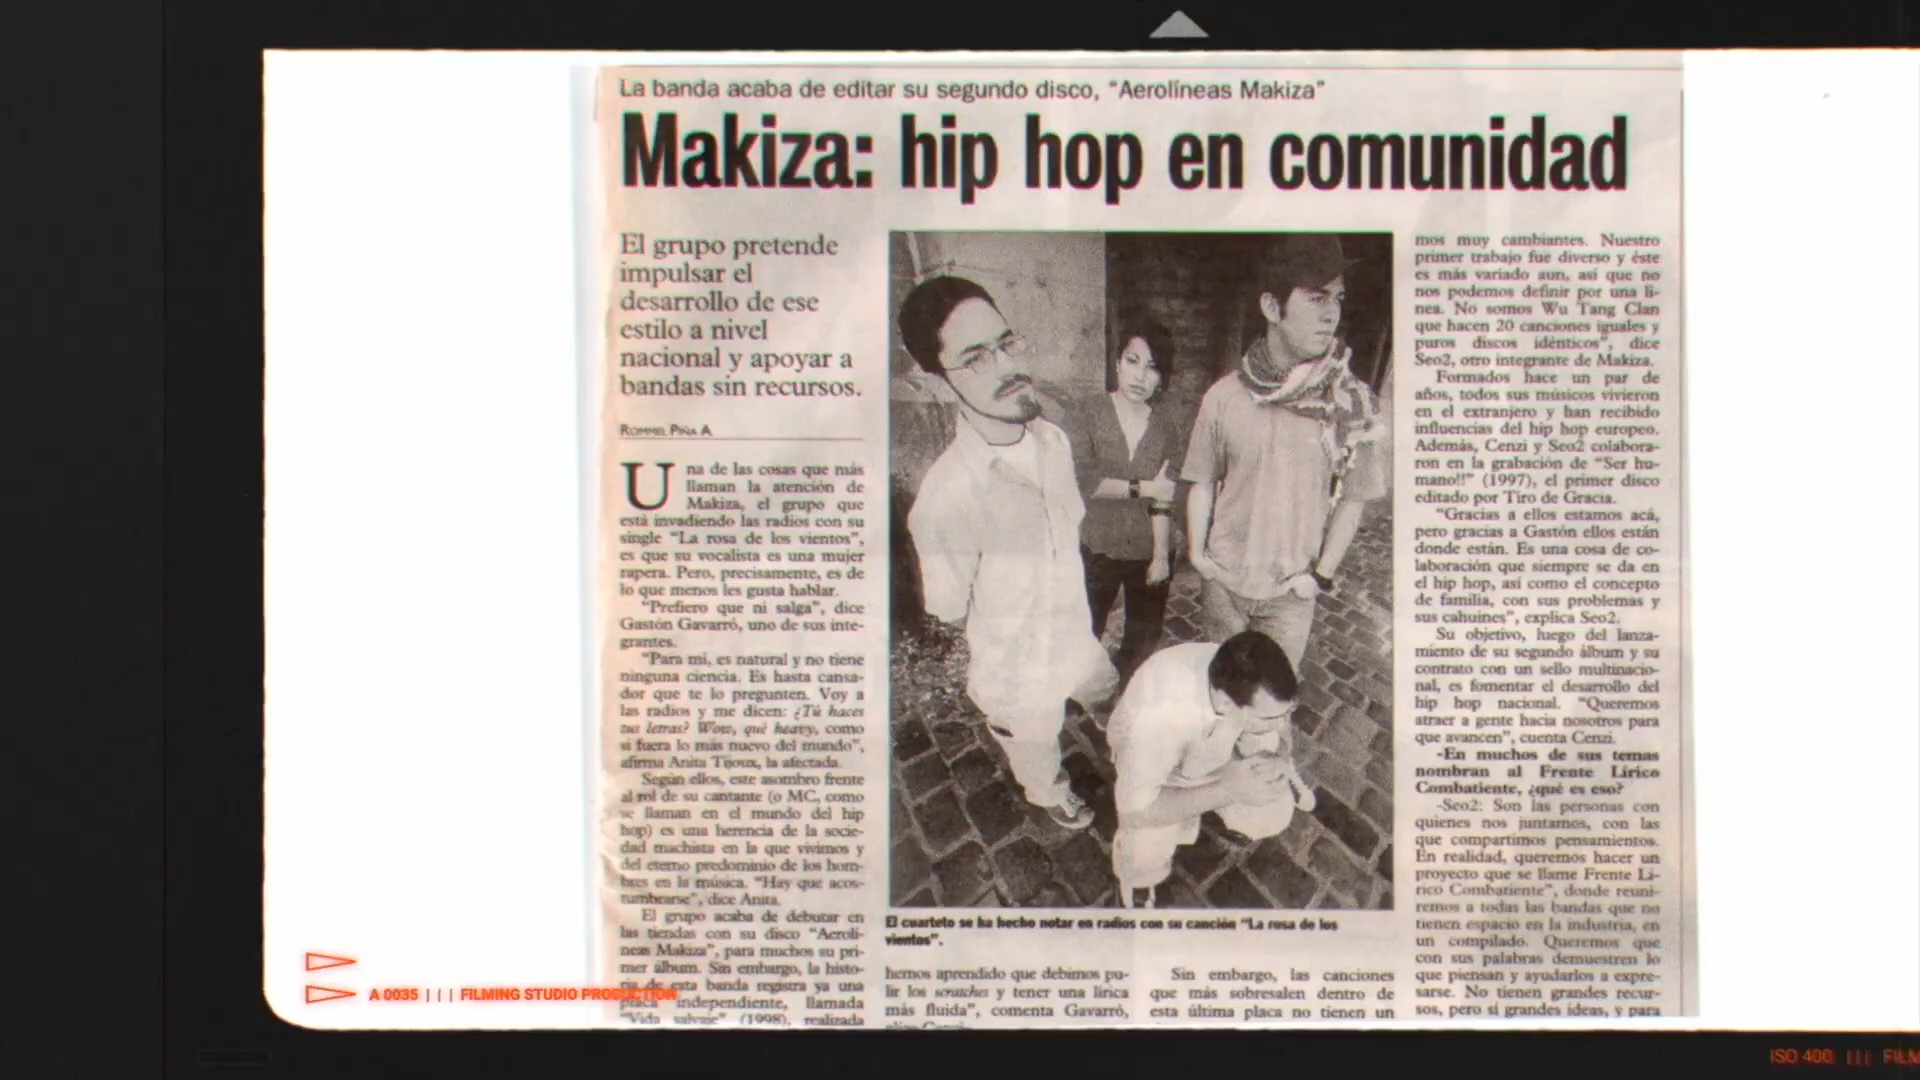 La banda acaba de editar su segundo disco, “Aerolíneas Makiza”
Makiza: hip hop en comunidad
El grupo pretende
impulsar el
desarrollo de ese
estilo a nivel
nacional y apoyar a
bandas sin recursos.
Rommel Piña A.
Una de las cosas que más
llaman la atención de
Makiza, el grupo que
está invadiendo las radios con su
single “La rosa de los vientos”,
es que su vocalista es una mujer
rapera. Pero, precisamente, es de
lo que menos les gusta hablar.
“Prefiero que ni salga”, dice
Gastón Gavarró, uno de sus inte-
grantes.
“Para mí, es natural y no tiene
ninguna ciencia. Es hasta cansa-
dor que te lo pregunten. Voy a
las radios y me dicen: ¿Tú haces
tus letras? Wow, qué heavy, como
si fuera lo más nuevo del mundo”,
afirma Anita Tijoux, la afectada.
Según ellos, este asombro frente
al rol de su cantante (o MC, como
se llaman en el mundo del hip
hop) es una herencia de la socie-
dad machista en la que vivimos y
del eterno predominio de los hom-
bres en la música. “Hay que acos-
tumbrarse”, dice Anita.
El grupo acaba de debutar en
las tiendas con su disco “Aerolí-
neas Makiza”, para muchos su pri-
mer álbum. Sin embargo, la histo-
ria de esta banda registra ya una
placa independiente, llamada
“Vida salvaje” (1998), realizada
El cuarteto se ha hecho notar en radios con su canción “La rosa de los
vientos”.
hemos aprendido que debimos pu-
lir los scratches y tener una lírica
más fluida”, comenta Gavarró,
Sin embargo, las canciones
que más sobresalen dentro de
esta última placa no tienen un
mos muy cambiantes. Nuestro
primer trabajo fue diverso y éste
es más variado aun, así que no
nos podemos definir por una lí-
nea. No somos Wu Tang Clan
que hacen 20 canciones iguales y
puros discos idénticos”, dice
Seo2, otro integrante de Makiza.
Formados hace un par de
años, todos sus músicos vivieron
en el extranjero y han recibido
influencias del hip hop europeo.
Además, Cenzi y Seo2 colabora-
ron en la grabación de “Ser hu-
mano!!” (1997), el primer disco
editado por Tiro de Gracia.
“Gracias a ellos estamos acá,
pero gracias a Gastón ellos están
donde están. Es una cosa de co-
laboración que siempre se da en
el hip hop, así como el concepto
de familia, con sus problemas y
sus cahuines”, explica Seo2.
Su objetivo, luego del lanza-
miento de su segundo álbum y su
contrato con un sello multinacio-
nal, es fomentar el desarrollo del
hip hop nacional. “Queremos
atraer a gente hacia nosotros para
que avancen”, cuenta Cenzi.
-En muchos de sus temas
nombran al Frente Lírico
Combatiente, ¿qué es eso?
-Seo2: Son las personas con
quienes nos juntamos, con las
que compartimos pensamientos.
En realidad, queremos hacer un
proyecto que se llame Frente Lí-
rico Combatiente”, donde reuni-
remos a todas las bandas que no
tienen espacio en la industria, en
un compilado. Queremos que
con sus palabras demuestren lo
que piensan y ayudarlos a expre-
sarse. No tienen grandes recur-
sos, pero sí grandes ideas, y para
A 0035 ||| FILMING STUDIO PRODUCTION
ISO 400 ||| FILM